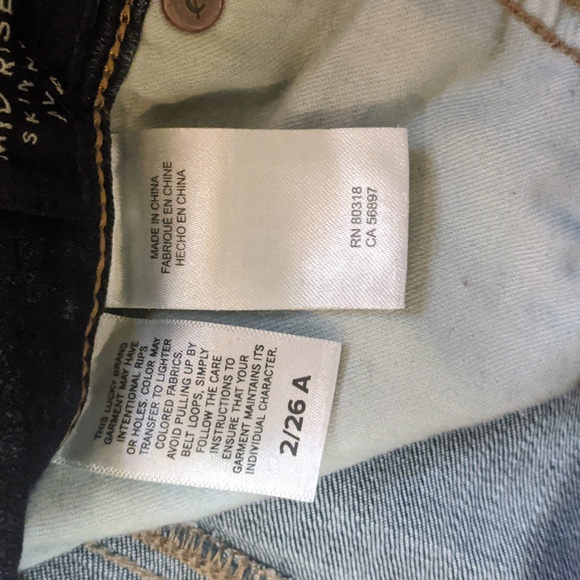 MID RISE
SKINN
AVA
MADE IN CHINA
FABRIQUÉ EN CHINE
HECHO EN CHINA
RN 80318
CA 56897
THIS LUCKY BRAND
GARMENT MAY HAVE
INTENTIONAL RIPS
OR HOLES. COLOR MAY
TRANSFER TO LIGHTER
COLORED FABRICS,
AVOID PULLING UP BY
BELT LOOPS, SIMPLY
FOLLOW THE CARE
INSTRUCTIONS TO
ENSURE THAT YOUR
GARMENT MAINTAINS ITS
INDIVIDUAL CHARACTER.
2/26 A